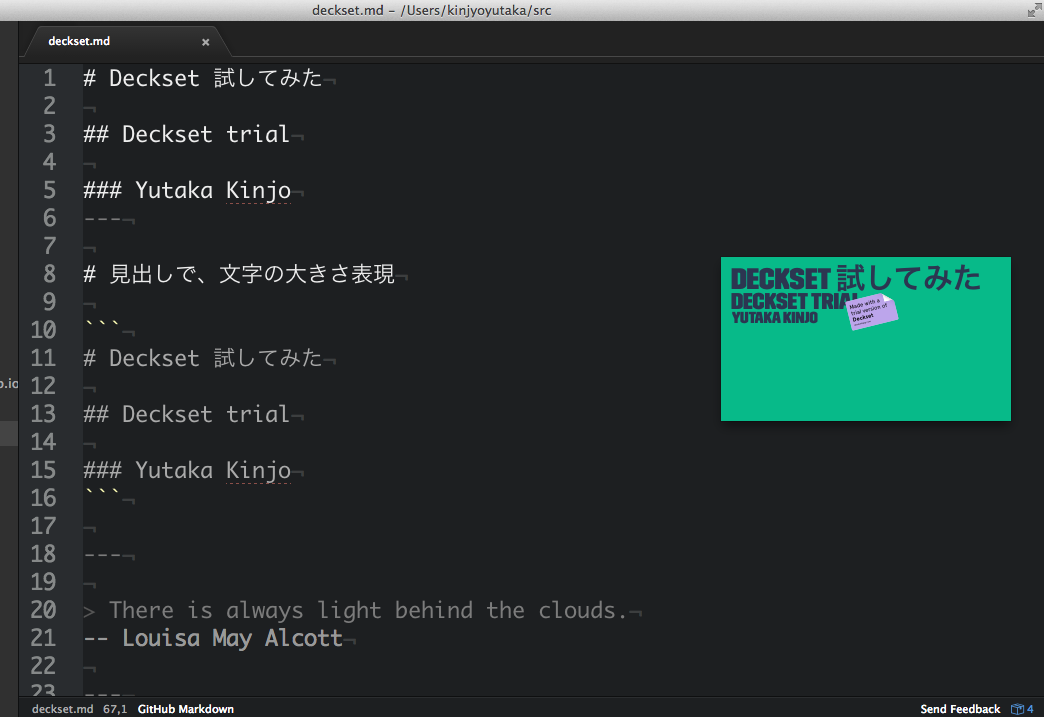 deckset.md - /Users/kinjyoyutaka/src
deckset.md ×
1 # Deckset 試してみた¬
2 ¬
3 ## Deckset trial¬
4 ¬
5 ### Yutaka Kinjo¬
6 ---¬
7 ¬
8 # 見出しで、文字の大きさ表現¬
9 ¬
10 ```¬
11 # Deckset 試してみた¬
12 ¬
13 ## Deckset trial¬
14 ¬
15 ### Yutaka Kinjo¬
16 ```¬
17 ¬
18 ---¬
19 ¬
20 > There is always light behind the clouds.¬
21 -- Louisa May Alcott¬
22 ¬
23 ---¬
DECKSET 試してみた
DECKSET TRIAL
YUTAKA KINJO
Made with a
trial version of
Deckset
o.io
deckset.md 67,1 GitHub Markdown
Send Feedback 4